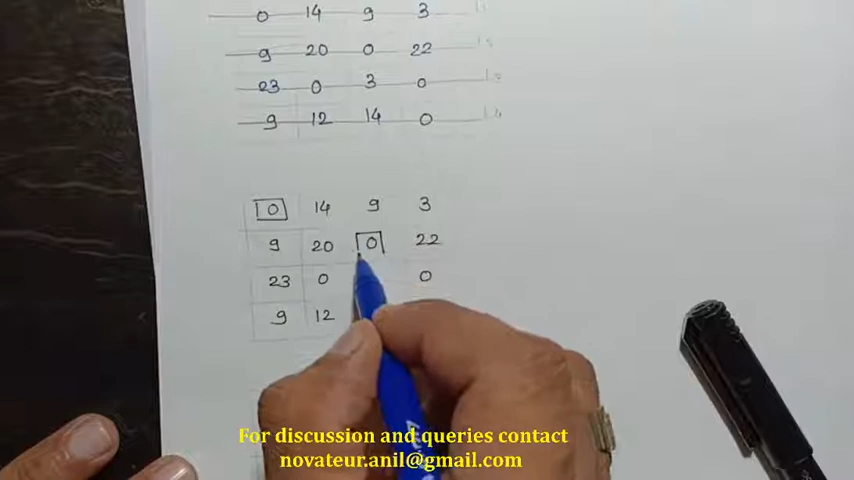 0 14 9 3
9 20 0 22
23 0 3 0
9 12 14 0
0 14 9 3
9 20 0 22
23 0 0
9 12
For discussion and queries contact
novateur.anil@gmail.com